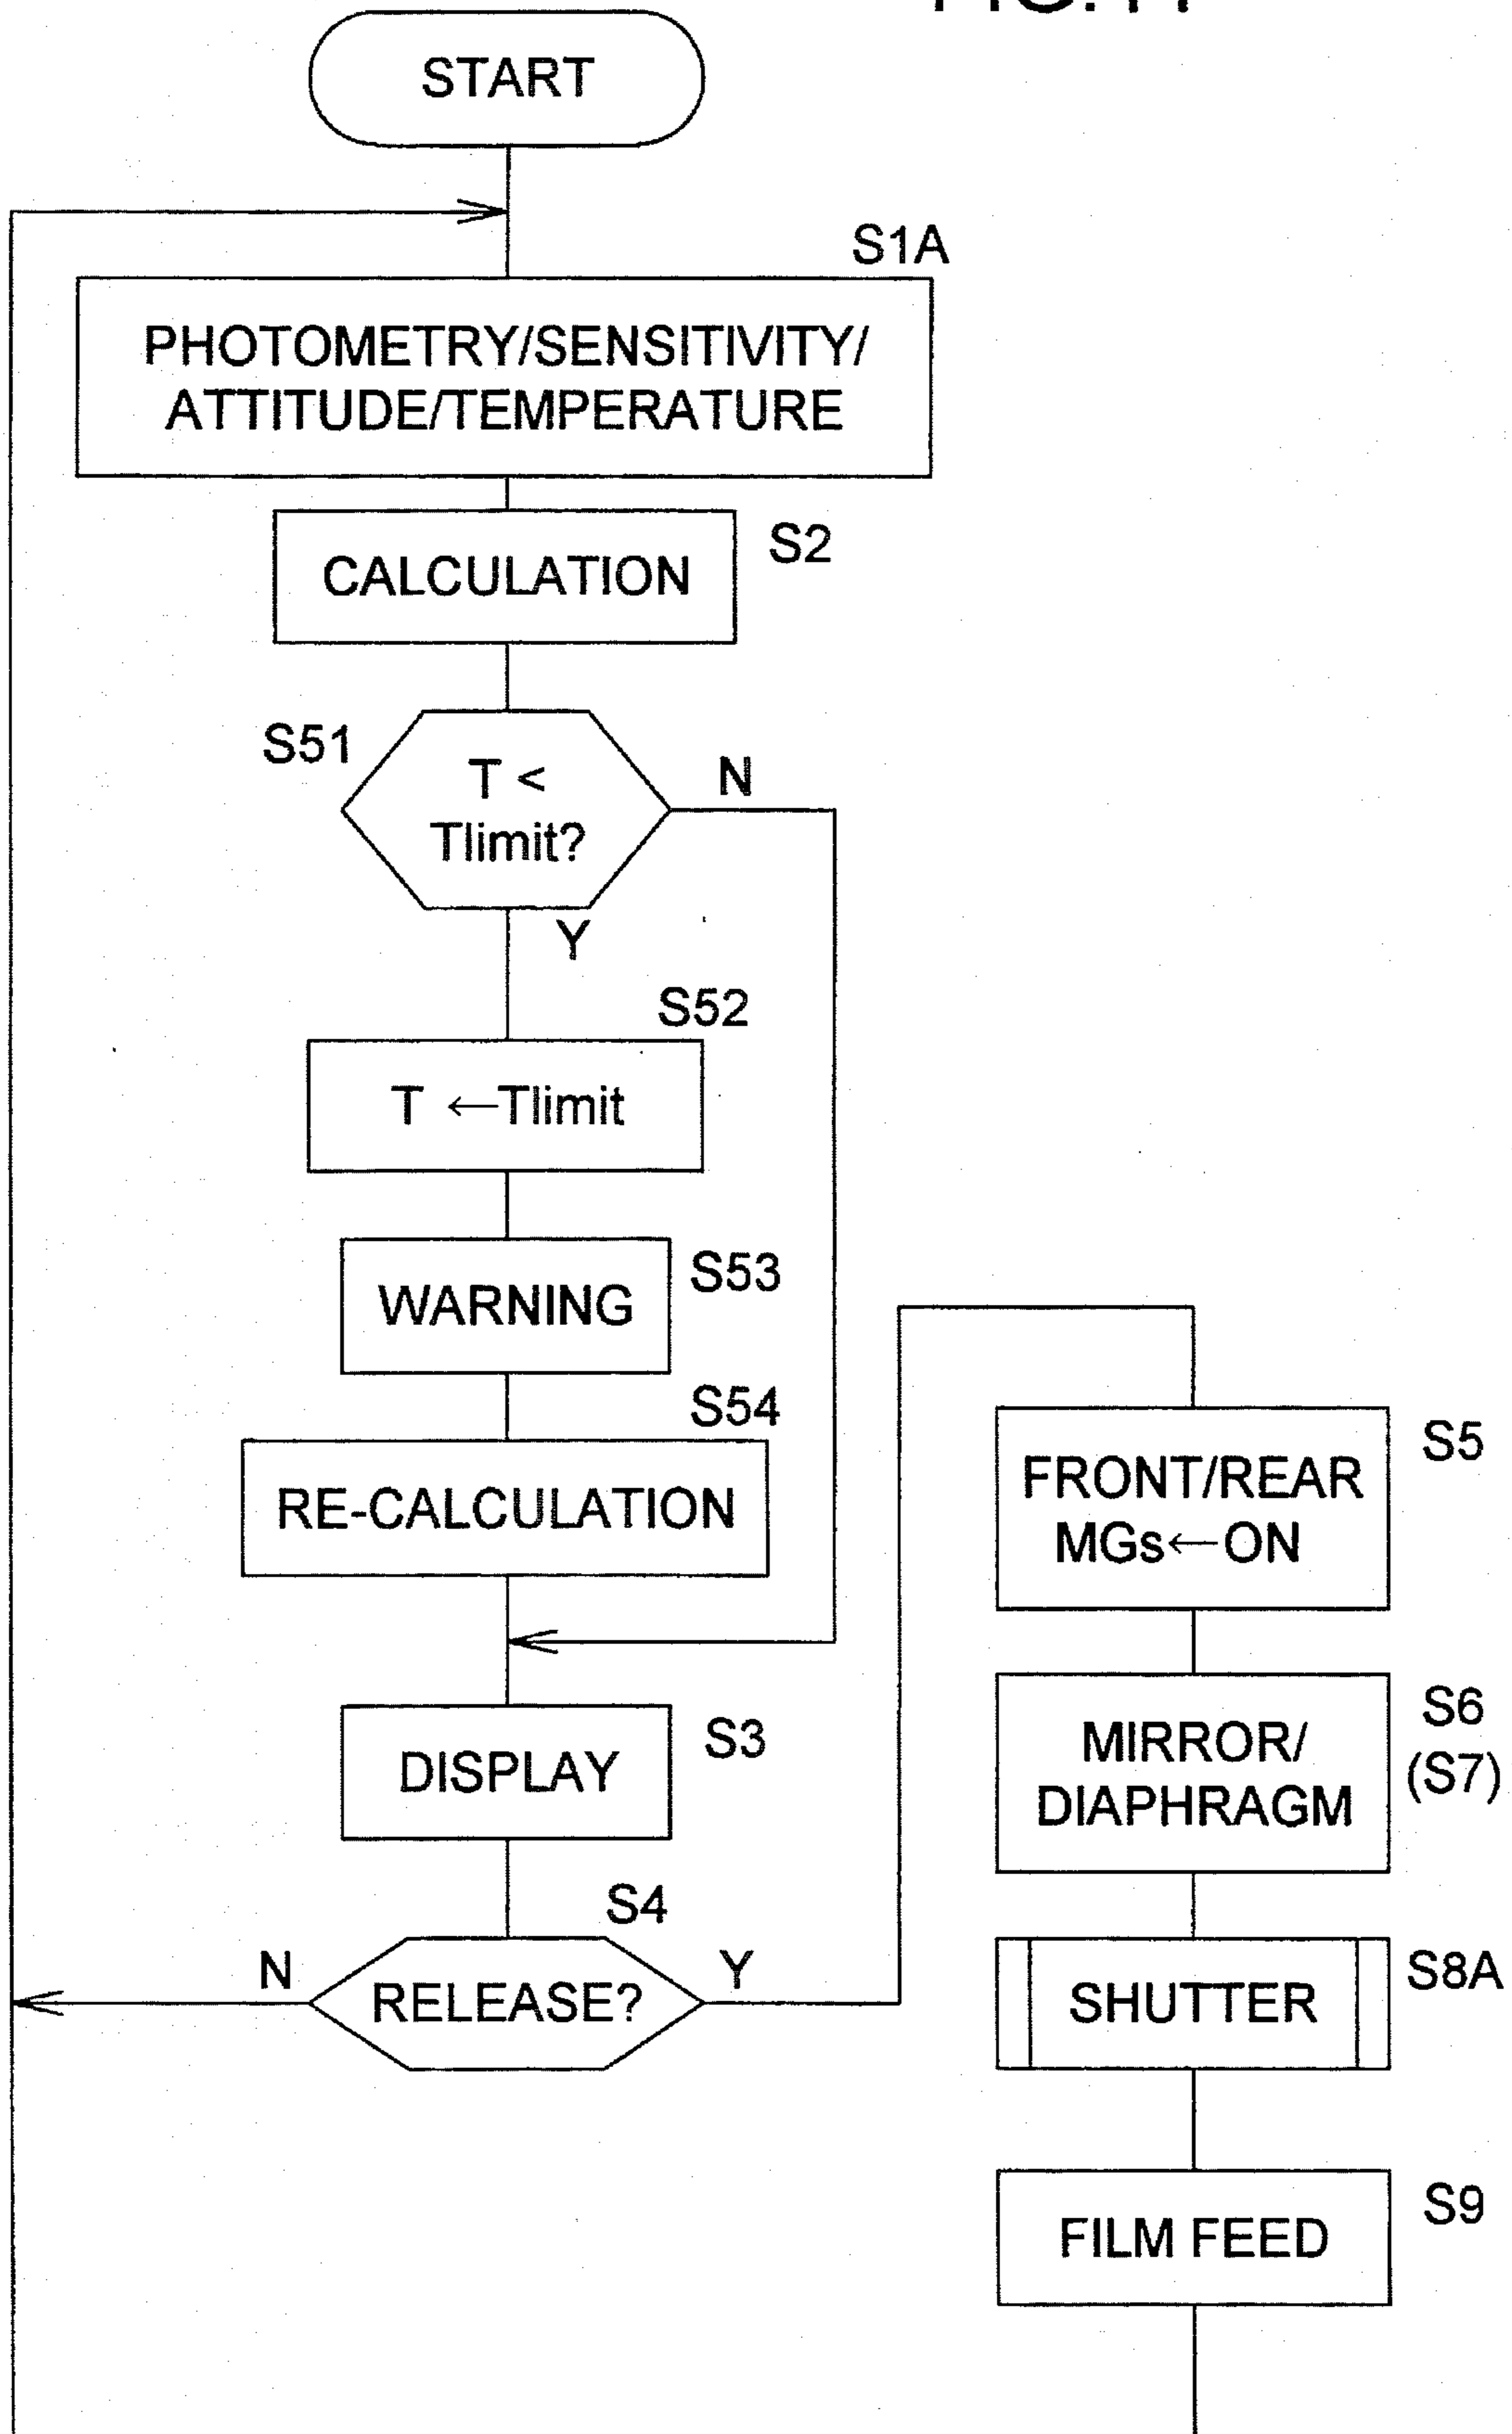 START
S1A
PHOTOMETRY/SENSITIVITY/
ATTITUDE/TEMPERATURE
CALCULATION
S2
S51
T <
Tlimit?
N
Y
S52
T ←Tlimit
WARNING
S53
S54
RE-CALCULATION
DISPLAY
S3
S4
N
RELEASE?
Y
FRONT/REAR
MGs←ON
S5
MIRROR/
DIAPHRAGM
S6
(S7)
SHUTTER
S8A
FILM FEED
S9